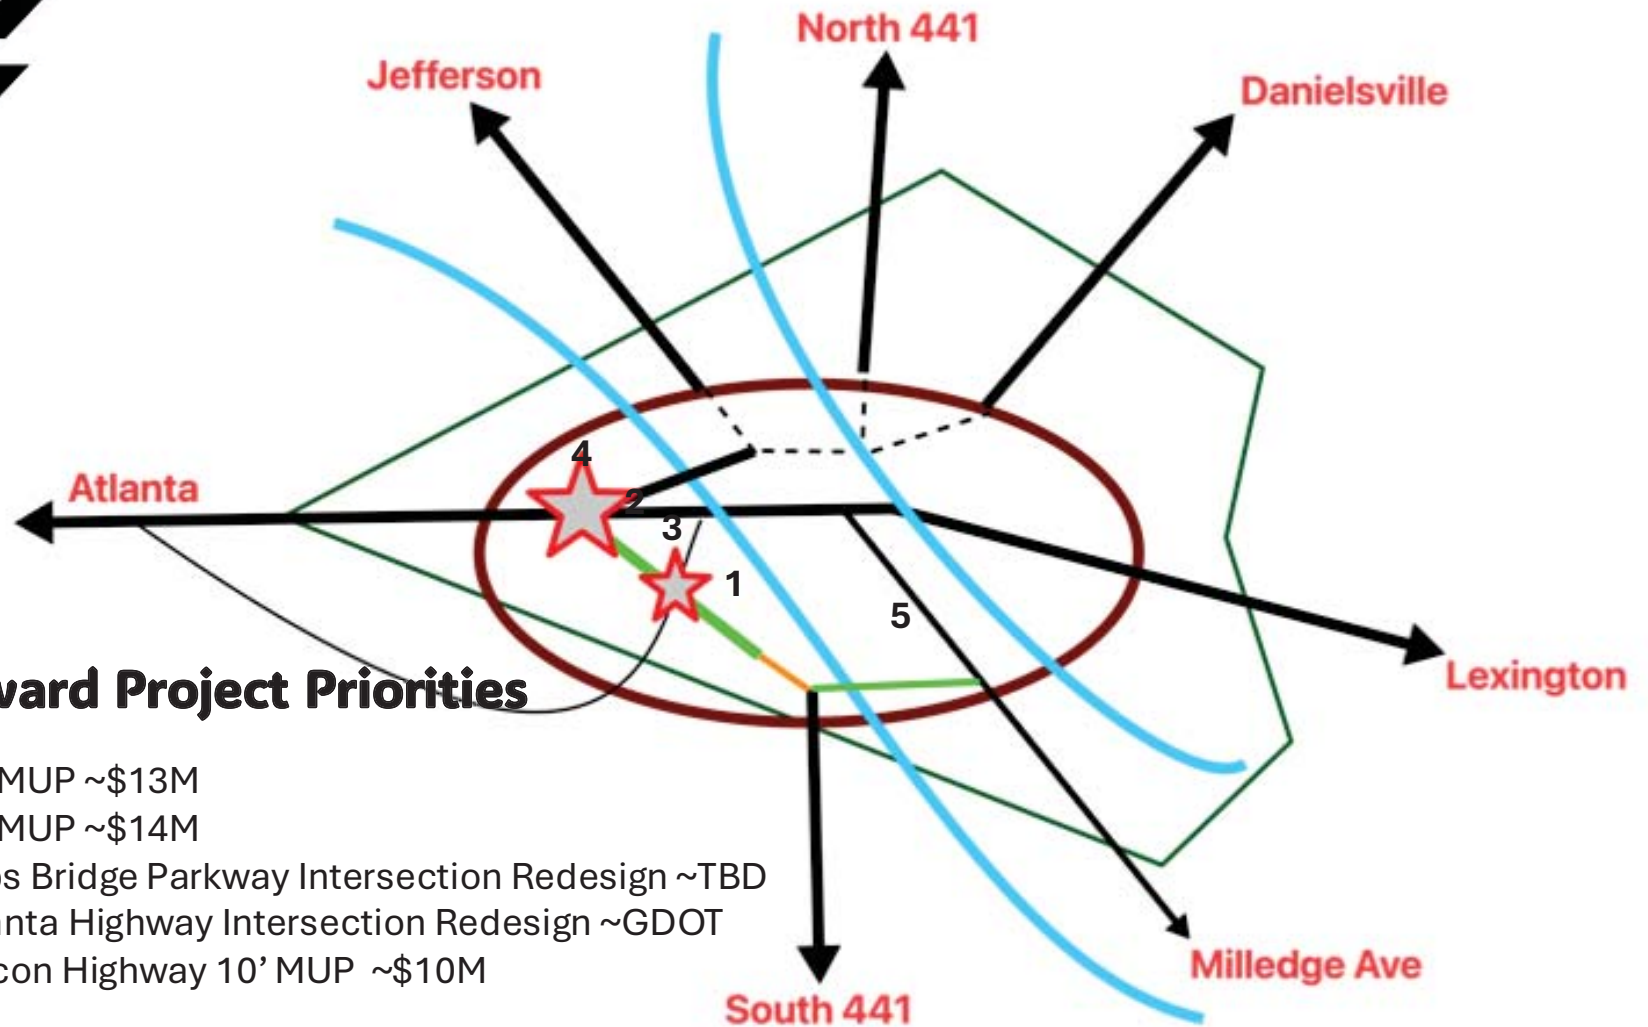 North 441
Jefferson
Danielsville
4
Atlanta
2
3
1
5
Lexington
ward Project Priorities
MUP ~$13M
MUP ~$14M
s Bridge Parkway Intersection Redesign ~TBD
nta Highway Intersection Redesign ~GDOT
con Highway 10’ MUP ~$10M
Milledge Ave
South 441